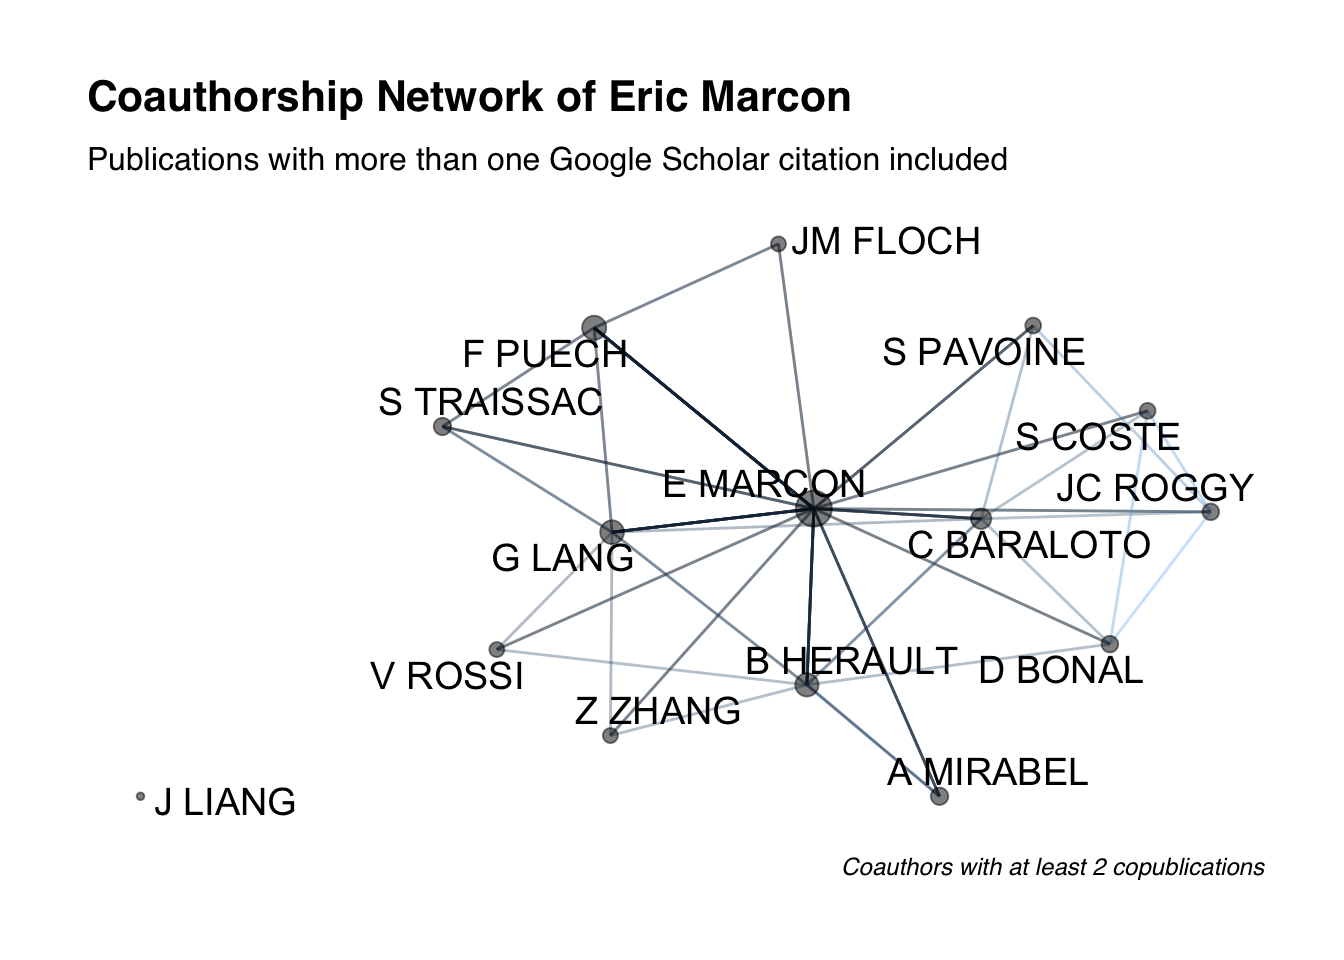 Coauthorship Network of Eric Marcon
Publications with more than one Google Scholar citation included
JM FLOCH
F PUECH
S PAVOINE
S TRAISSAC
S COSTE
E MARCON
JC ROGGY
G LANG
C BARALOTO
V ROSSI
B HERAULT
D BONAL
Z ZHANG
A MIRABEL
J LIANG
Coauthors with at least 2 copublications